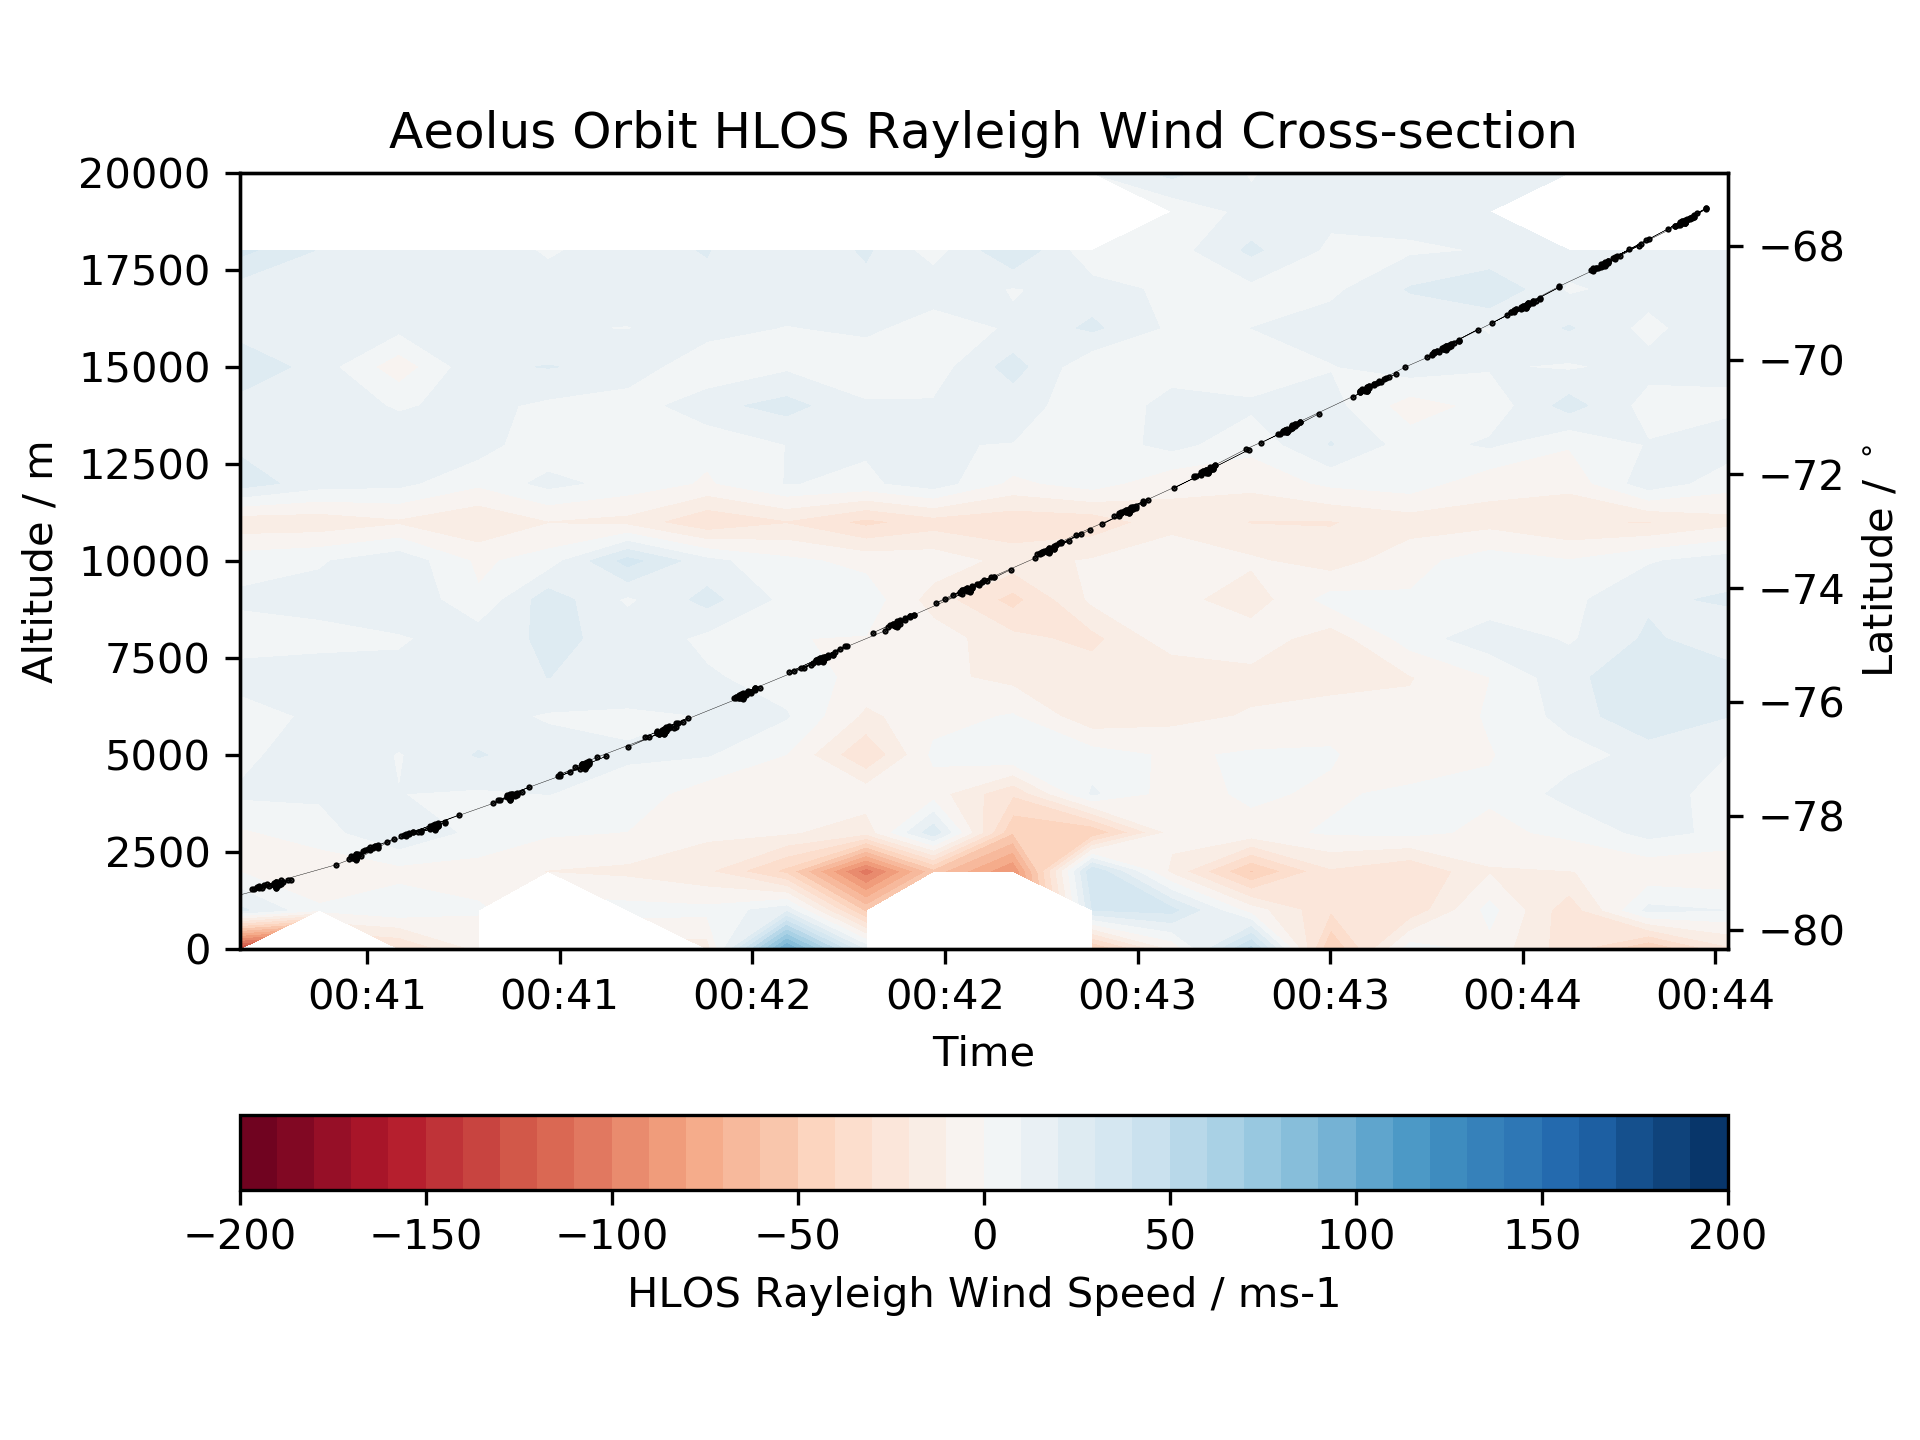 Aeolus Orbit HLOS Rayleigh Wind Cross-section
20000
17500
15000
12500
10000
7500
5000
2500
0
Altitude / m
−68
−70
−72
−74
−76
−78
−80
Latitude / °
00:41 00:41 00:42 00:42 00:43 00:43 00:44 00:44
Time
−200 −150 −100 −50 0 50 100 150 200
HLOS Rayleigh Wind Speed / ms-1